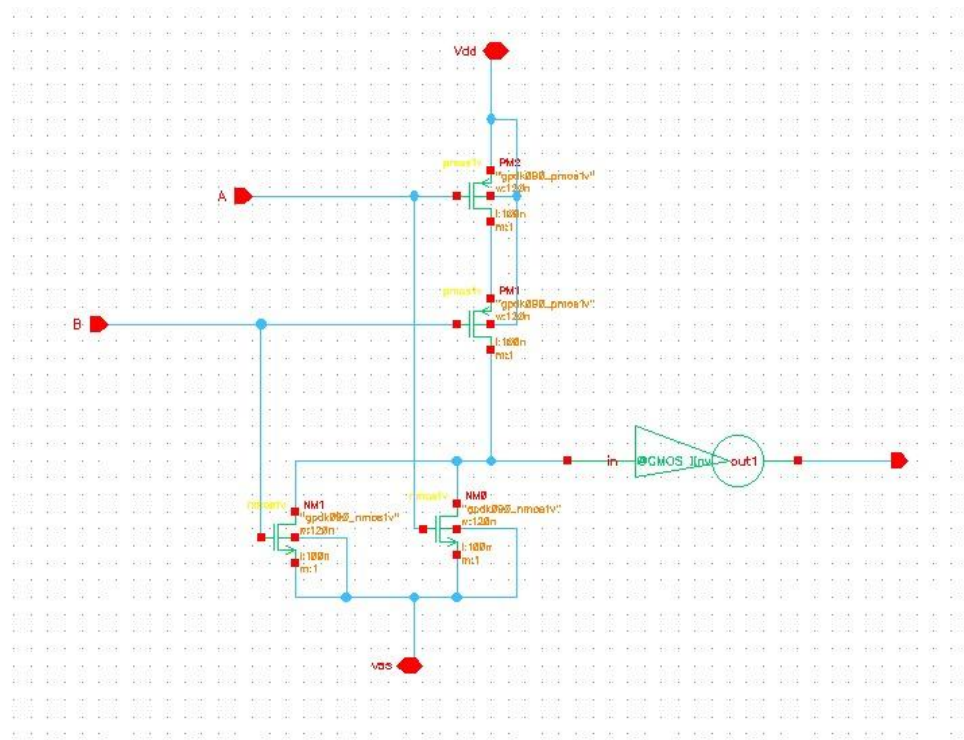 Vdd
pmos1v
PM2
"gpdk090_pmos1v"
A
w:120n
l:100n
m:1
pmos1v
PM1
"gpdk090_pmos1v"
B
w:120n
l:100n
m:1
in
out1
NM1
NM0
"gpdk090_nmos1v"
"gpdk090_nmos1v"
w:120n
w:120n
l:100n
l:100n
m:1
m:1
vss